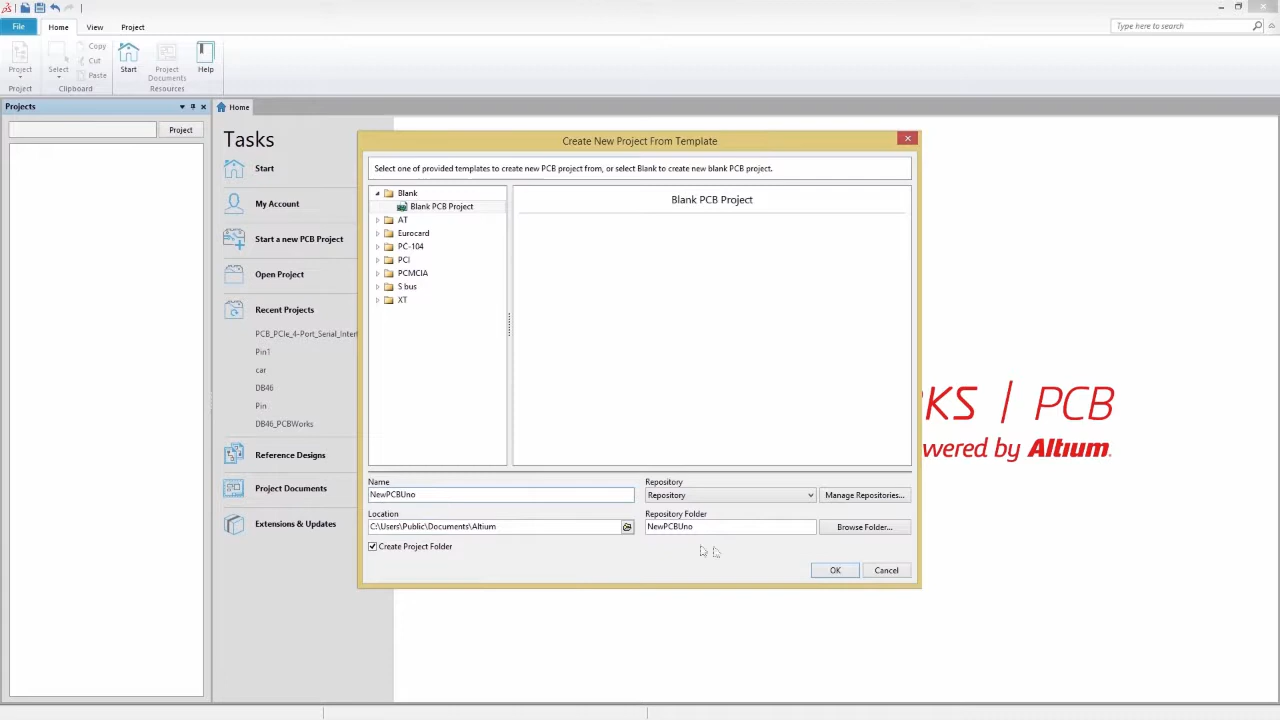 File
Home
View
Project
Type here to search
Project
Select
Copy
Cut
Paste
Start
Project
Documents
Help
Project
Clipboard
Resources
Projects
Home
Project
Tasks
Start
My Account
Start a new PCB Project
Open Project
Recent Projects
PCB_PCIe_4-Port_Serial_Inter
Pin1
car
DB46
Pin
DB46_PCBWorks
Reference Designs
Project Documents
Extensions & Updates
Create New Project From Template
Select one of provided templates to create new PCB project from, or select Blank to create new blank PCB project.
Blank
Blank PCB Project
AT
Eurocard
PC-104
PCI
PCMCIA
S bus
XT
Blank PCB Project
Name
NewPCBUno
Repository
Repository
Manage Repositories...
Location
C:\Users\Public\Documents\Altium
Repository Folder
NewPCBUno
Browse Folder...
Create Project Folder
OK
Cancel
KS | PCB
wered by Altium